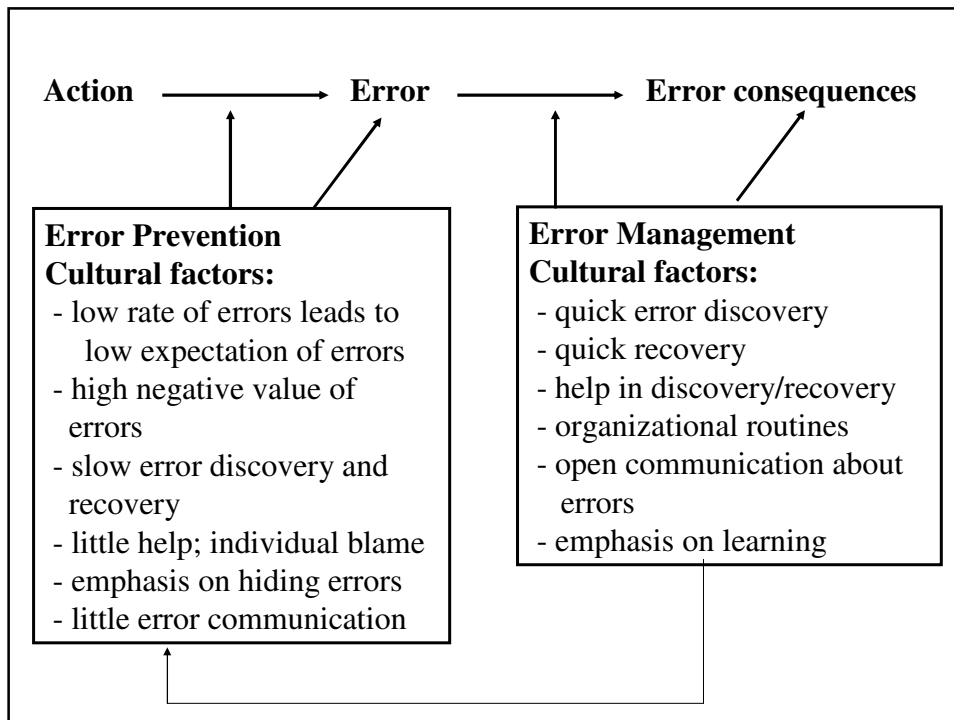 Action Error Error consequences
Error Prevention
Cultural factors:
- low rate of errors leads to
low expectation of errors
- high negative value of
errors
- slow error discovery and
recovery
- little help; individual blame
- emphasis on hiding errors
- little error communication
Error Management
Cultural factors:
- quick error discovery
- quick recovery
- help in discovery/recovery
- organizational routines
- open communication about
errors
- emphasis on learning